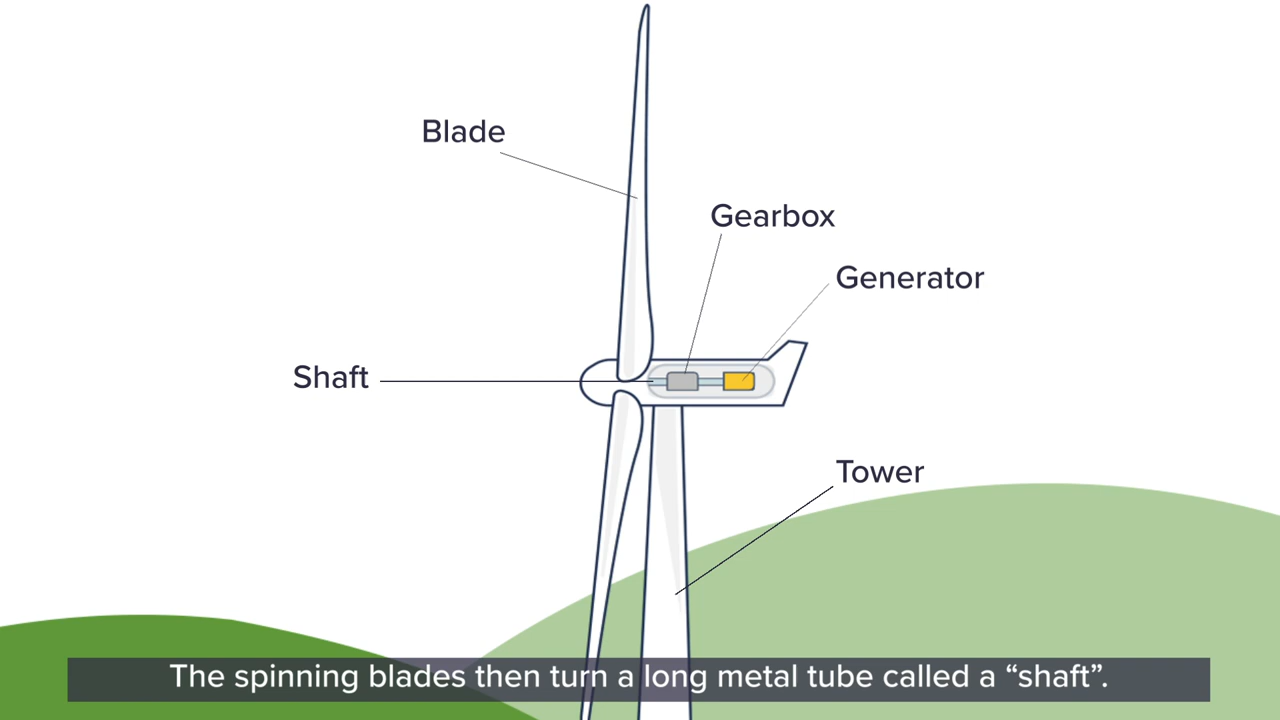 Blade
Gearbox
Generator
Shaft
Tower
The spinning blades then turn a long metal tube called a “shaft”.